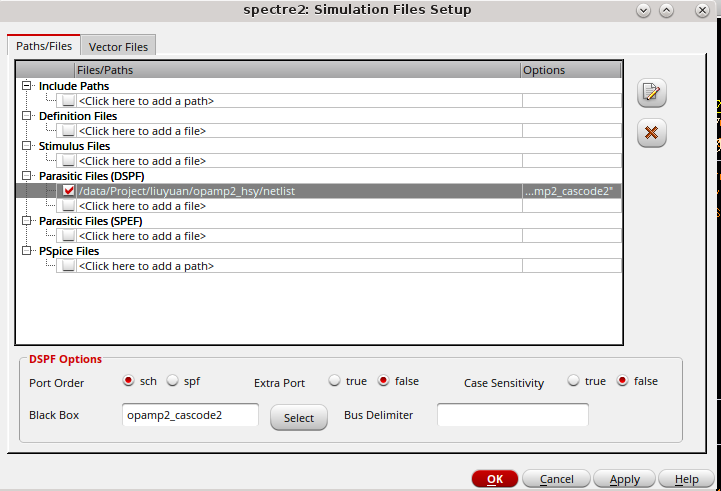 spectre2: Simulation Files Setup
Paths/Files Vector Files
Files/Paths Options
Include Paths
<Click here to add a path>
Definition Files
<Click here to add a file>
Stimulus Files
<Click here to add a file>
Parasitic Files (DSPF)
/data/Project/liuyuan/opamp2_hsy/netlist ...mp2_cascode2"
<Click here to add a file>
Parasitic Files (SPEF)
<Click here to add a file>
PSpice Files
<Click here to add a path>
DSPF Options
Port Order sch spf Extra Port true false Case Sensitivity true false
Black Box opamp2_cascode2 Select Bus Delimiter
OK Cancel Apply Help